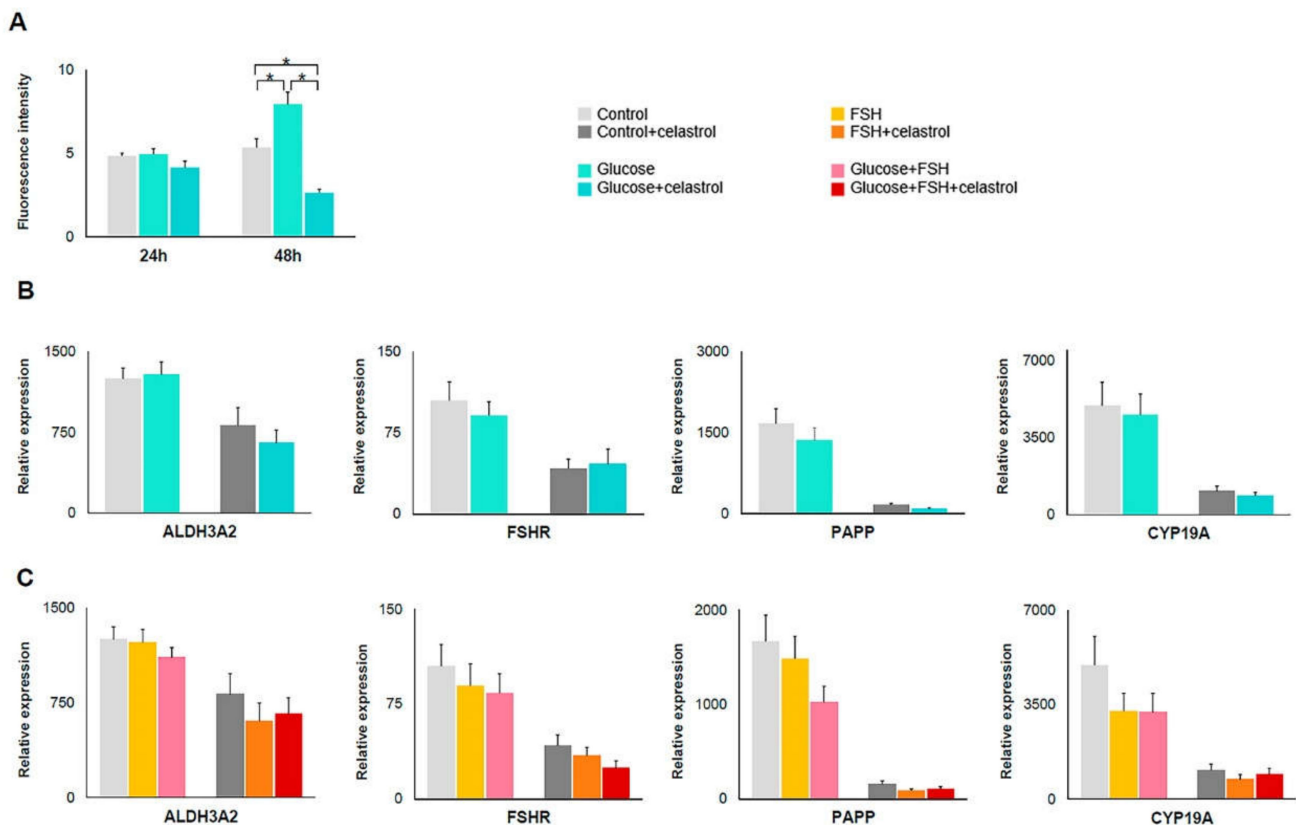 A
Fluorescence intensity
10
5
0
*
* *
24h 48h
Control
Control+celastrol
Glucose
Glucose+celastrol
FSH
FSH+celastrol
Glucose+FSH
Glucose+FSH+celastrol
B
Relative expression
1500
750
0
ALDH3A2
Relative expression
150
75
0
FSHR
Relative expression
3000
1500
0
PAPP
Relative expression
7000
3500
0
CYP19A
C
Relative expression
1500
750
0
ALDH3A2
Relative expression
150
75
0
FSHR
Relative expression
2000
1000
0
PAPP
Relative expression
7000
3500
0
CYP19A